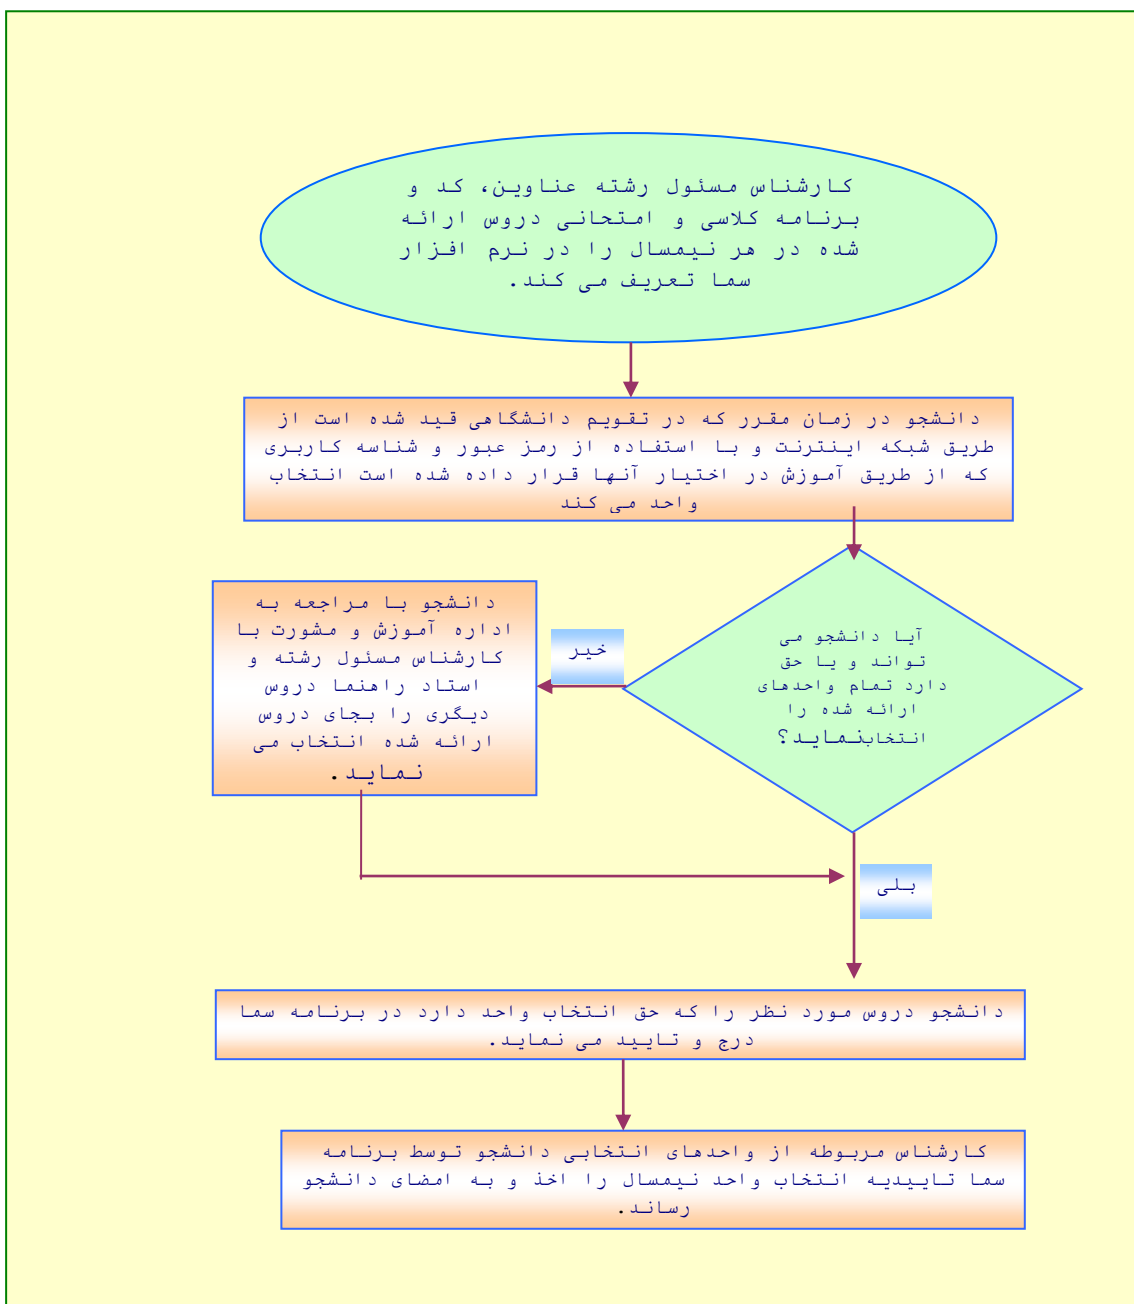 کارشناس مسئول رشته عناوین، کد و
برنامه کلاسی و امتحانی دروس ارائه
شده در هر نیمسال را در نرم افزار
سما تعریف می کند.
دانشجو در زمان مقرر که در تقویم دانشگاهی قید شده است از
طریق شبکه اینترنت و با استفاده از رمز عبور و شناسه کاربری
که از طریق آموزش در اختیار آنها قرار داده شده است انتخاب
واحد می کند
آیا دانشجو می
تواند و یا حق
دارد تمام واحدهای
ارائه شده را
انتخابنماید؟
خیر
دانشجو با مراجعه به
اداره آموزش و مشورت با
کارشناس مسئول رشته و
استاد راهنما دروس
دیگری را بجای دروس
ارائه شده انتخاب می
نماید.
بلی
دانشجو دروس مورد نظر را که حق انتخاب واحد دارد در برنامه سما
درج و تایید می نماید.
کارشناس مربوطه از واحدهای انتخابی دانشجو توسط برنامه
سما تاییدیه انتخاب واحد نیمسال را اخذ و به امضای دانشجو
رساند.